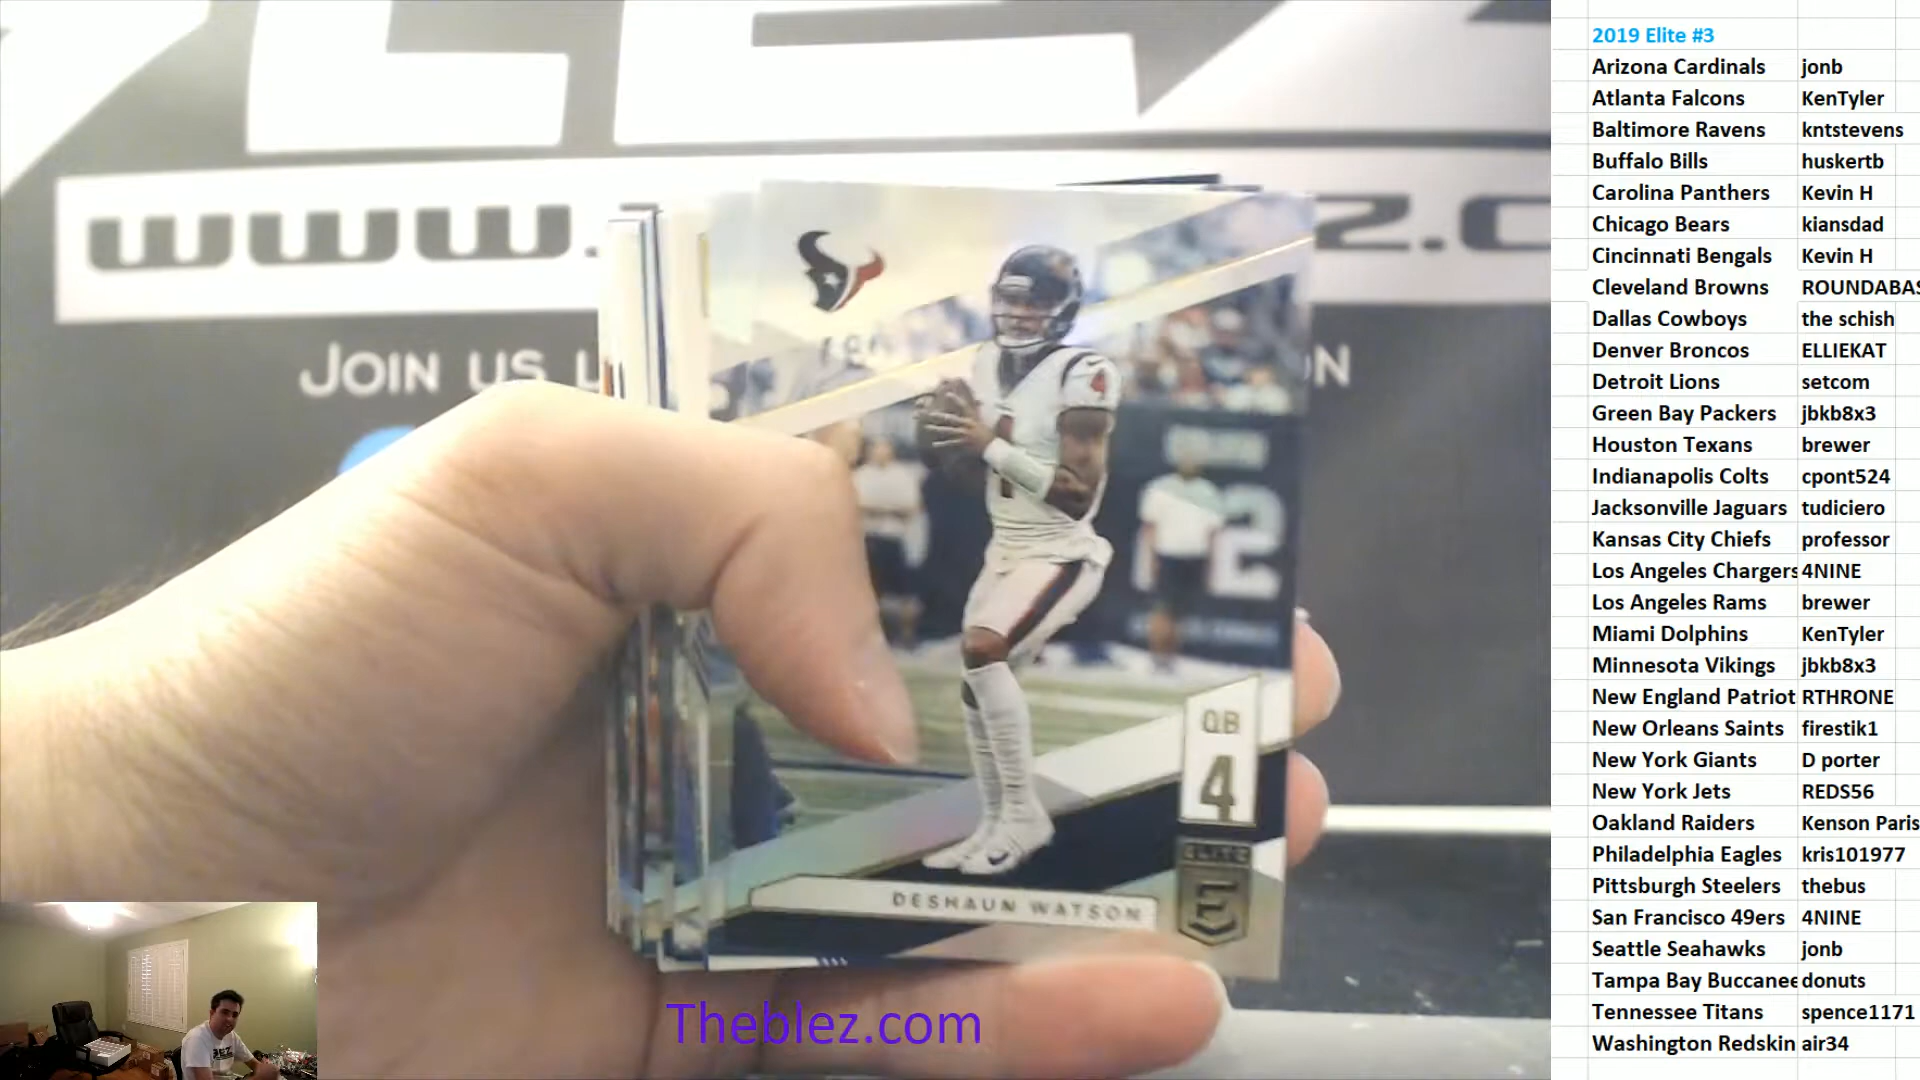 www.
Z.C
JOIN US L
ON
QB
4
ELITE
E
DESHAUN WATSON
2
4
Theblez.com
2019 Elite #3
Arizona Cardinals jonb
Atlanta Falcons KenTyler
Baltimore Ravens kntstevens
Buffalo Bills huskertb
Carolina Panthers Kevin H
Chicago Bears kiansdad
Cincinnati Bengals Kevin H
Cleveland Browns ROUNDABAS
Dallas Cowboys the schish
Denver Broncos ELLIEKAT
Detroit Lions setcom
Green Bay Packers jbkb8x3
Houston Texans brewer
Indianapolis Colts cpont524
Jacksonville Jaguars tudiciero
Kansas City Chiefs professor
Los Angeles Chargers 4NINE
Los Angeles Rams brewer
Miami Dolphins KenTyler
Minnesota Vikings jbkb8x3
New England Patriot RTHRONE
New Orleans Saints firestik1
New York Giants D porter
New York Jets REDS56
Oakland Raiders Kenson Paris
Philadelphia Eagles kris101977
Pittsburgh Steelers thebus
San Francisco 49ers 4NINE
Seattle Seahawks jonb
Tampa Bay Buccanee donuts
Tennessee Titans spence1171
Washington Redskin air34